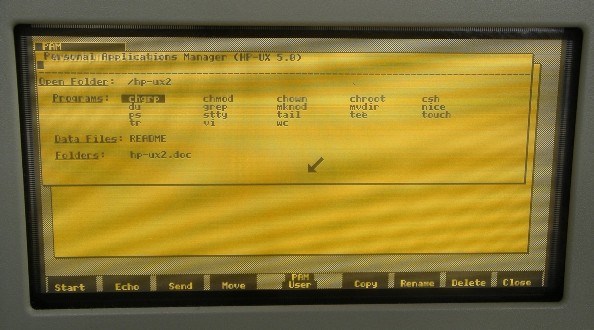 PAM
Personal Applications Manager (HP-UX 5.0)
Open Folder: /hp-ux2
Programs: chgrp chmod chown chroot csh
du grep mknod mvdir nice
ps stty tail tee touch
tr vi wc
Data Files: README
Folders: hp-ux2.doc
PAM
Start Echo Send Move User Copy Rename Delete Close